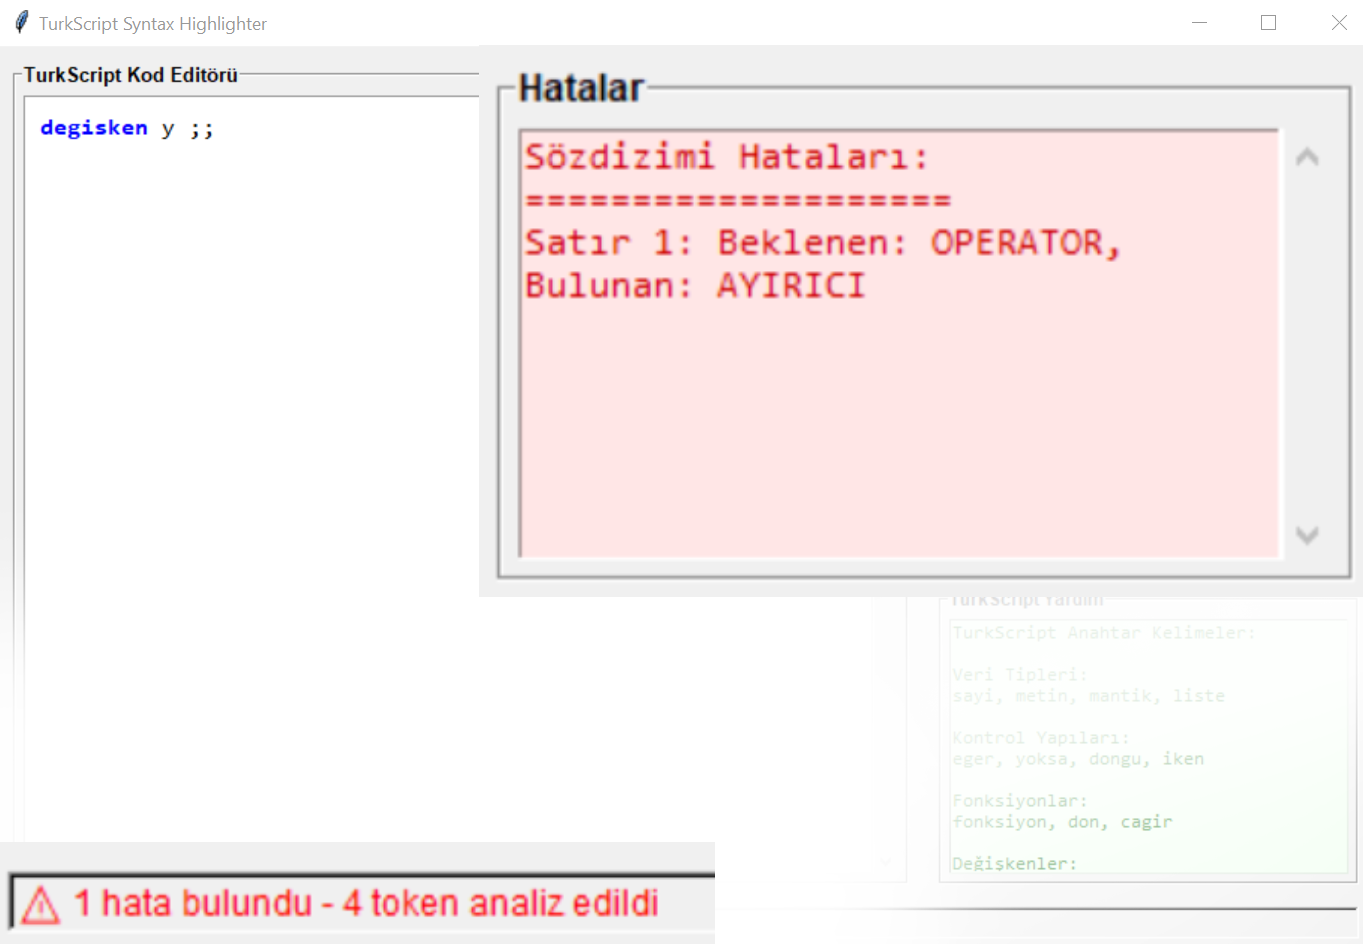 TurkScript Syntax Highlighter
TurkScript Kod Editörü
degisken y ;;
Hatalar
Sözdizimi Hataları:
====================
Satır 1: Beklenen: OPERATOR,
Bulunan: AYIRICI
TurkScript Yardım
TurkScript Anahtar Kelimeler:
Veri Tipleri:
sayi, metin, mantik, liste
Kontrol Yapıları:
eger, yoksa, dongu, iken
Fonksiyonlar:
fonksiyon, don, cagir
Değişkenler:
1 hata bulundu - 4 token analiz edildi